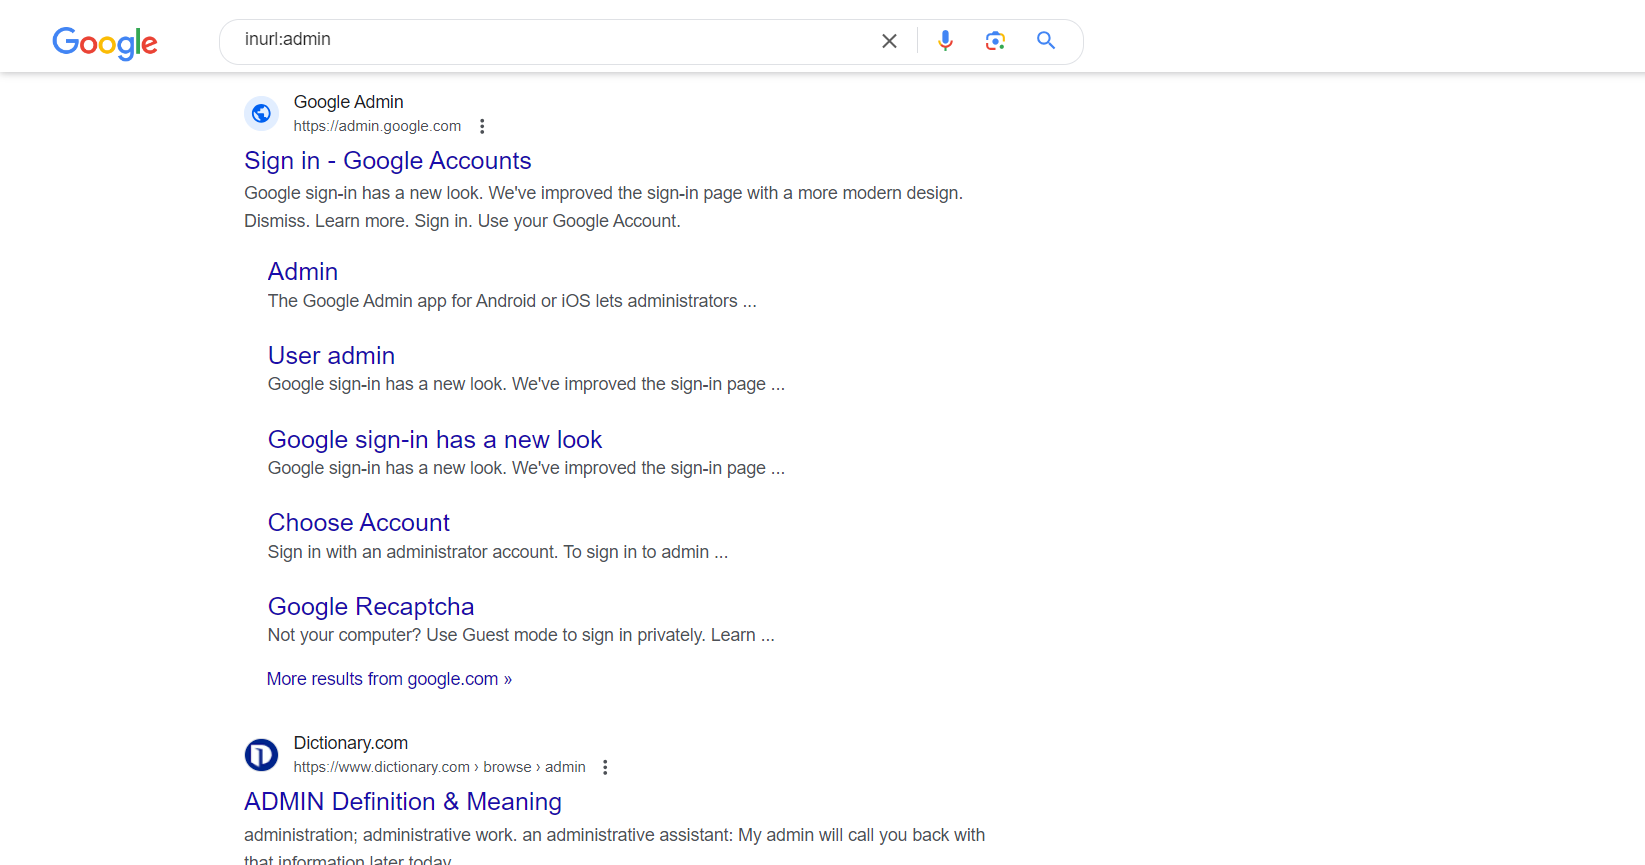 Google
inurl:admin
Google Admin
https://admin.google.com
Sign in - Google Accounts
Google sign-in has a new look. We've improved the sign-in page with a more modern design.
Dismiss. Learn more. Sign in. Use your Google Account.
Admin
The Google Admin app for Android or iOS lets administrators ...
User admin
Google sign-in has a new look. We've improved the sign-in page ...
Google sign-in has a new look
Google sign-in has a new look. We've improved the sign-in page ...
Choose Account
Sign in with an administrator account. To sign in to admin ...
Google Recaptcha
Not your computer? Use Guest mode to sign in privately. Learn ...
More results from google.com »
Dictionary.com
https://www.dictionary.com › browse › admin
ADMIN Definition & Meaning
administration; administrative work. an administrative assistant: My admin will call you back with
that information later today